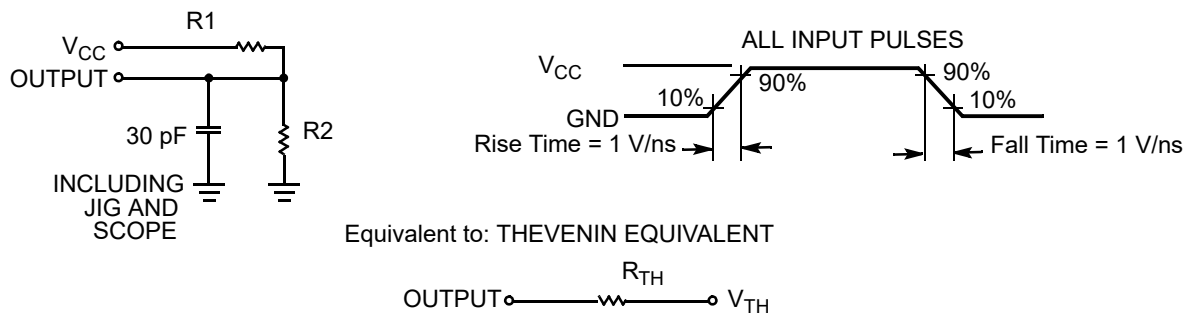 R1
VCC
OUTPUT
30 pF
R2
INCLUDING
JIG AND
SCOPE
ALL INPUT PULSES
VCC
GND
10%
90%
90%
10%
Rise Time = 1 V/ns
Fall Time = 1 V/ns
Equivalent to: THEVENIN EQUIVALENT
RTH
OUTPUT
VTH